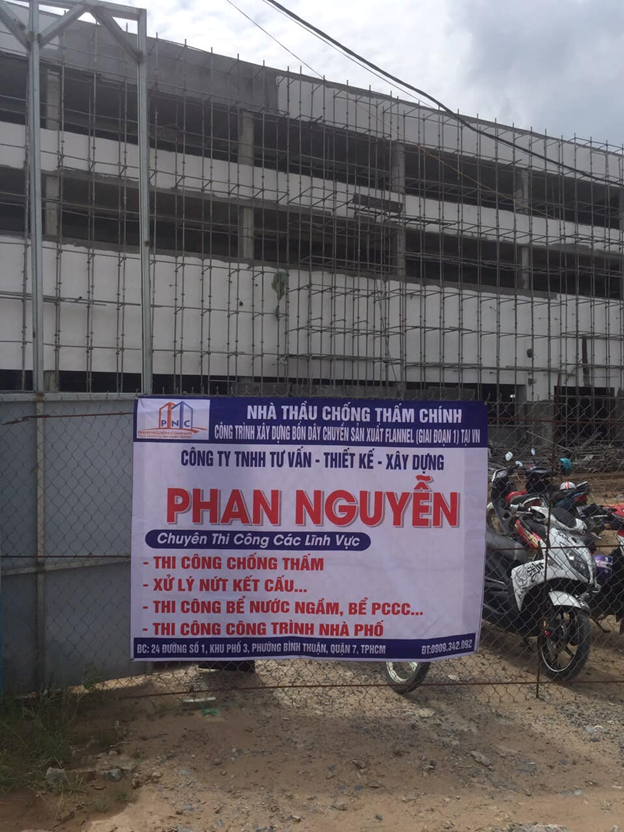 PNC
NHÀ THẦU CHỐNG THẤM CHÍNH
CÔNG TRÌNH XÂY DỰNG BỐN DÂY CHUYỀN SẢN XUẤT FLANNEL (GIAI ĐOẠN 1) TẠI VN
CÔNG TY TNHH TƯ VẤN - THIẾT KẾ - XÂY DỰNG
PHAN NGUYỄN
Chuyên Thi Công Các Lĩnh Vực
- THI CÔNG CHỐNG THẤM
- XỬ LÝ NỨT KẾT CẤU...
- THI CÔNG BỂ NƯỚC NGẦM, BỂ PCCC...
- THI CÔNG CÔNG TRÌNH NHÀ PHỐ
ĐC: 24 ĐƯỜNG SỐ 1, KHU PHỐ 3, PHƯỜNG BÌNH THUẬN, QUẬN 7, TPHCM ĐT:0909.342.092